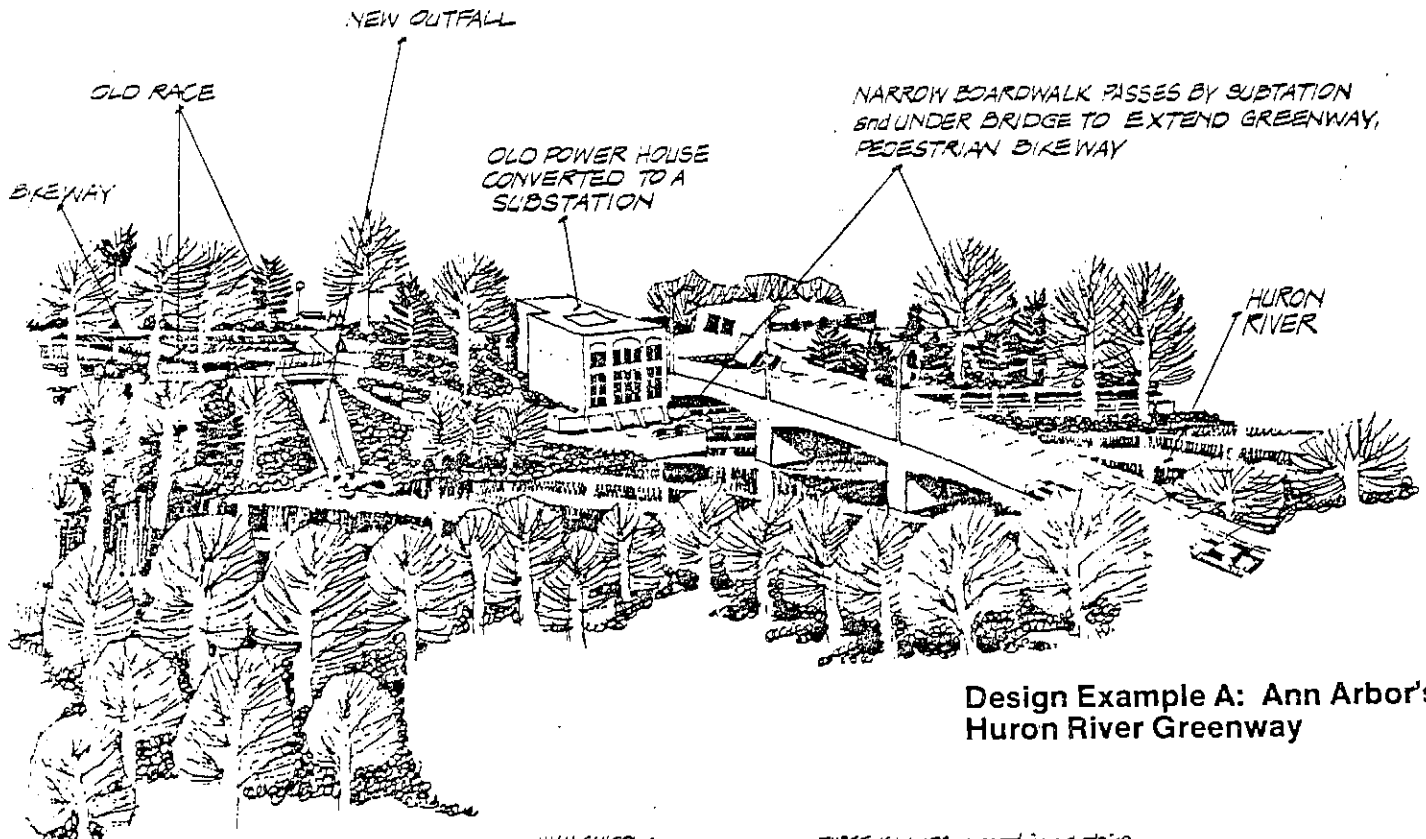 NEW OUTFALL
OLD RACE
NARROW BOARDWALK PASSES BY SUBTATION
and UNDER BRIDGE TO EXTEND GREENWAY,
PEDESTRIAN BIKEWAY
OLD POWER HOUSE
CONVERTED TO A
SUBSTATION
BIKEWAY
HURON
RIVER
Design Example A: Ann Arbor's
Huron River Greenway